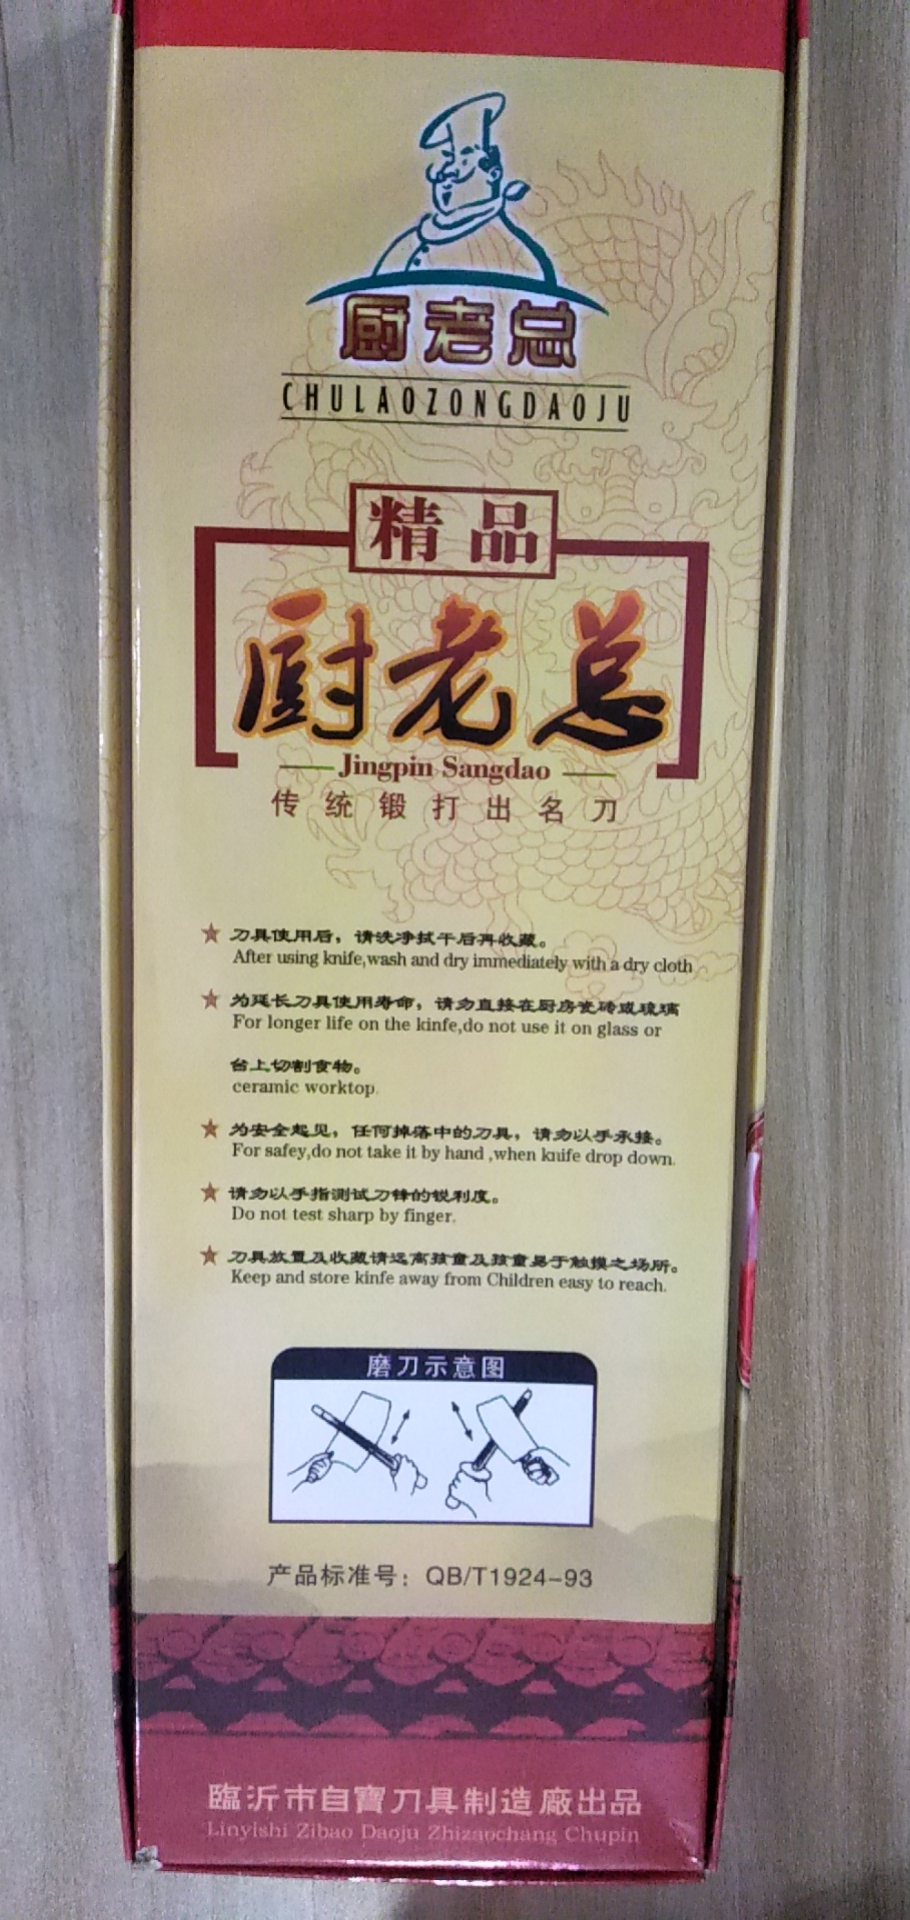 厨老总
CHULAOZONGDAOJU
精品
厨老总
Jingpin Sangdao
传统锻打出名刀
刀具使用后，请洗净拭干后再收藏。
After using knife,wash and dry immediately with a dry cloth
为延长刀具使用寿命，请勿直接在厨房瓷砖或琉璃
For longer life on the kinfe,do not use it on glass or
台上切割食物。
ceramic worktop.
为安全起见，任何掉落中的刀具，请勿以手承接。
For safey,do not take it by hand ,when knife drop down.
请勿以手指测试刀锋的锐利度。
Do not test sharp by finger.
刀具放置及收藏请远离孩童及孩童易于触摸之场所。
Keep and store kinfe away from Children easy to reach.
磨刀示意图
产品标准号：QB/T1924-93
臨沂市自寶刀具制造廠出品
Linyishi Zibao Daoju Zhizaochang Chupin